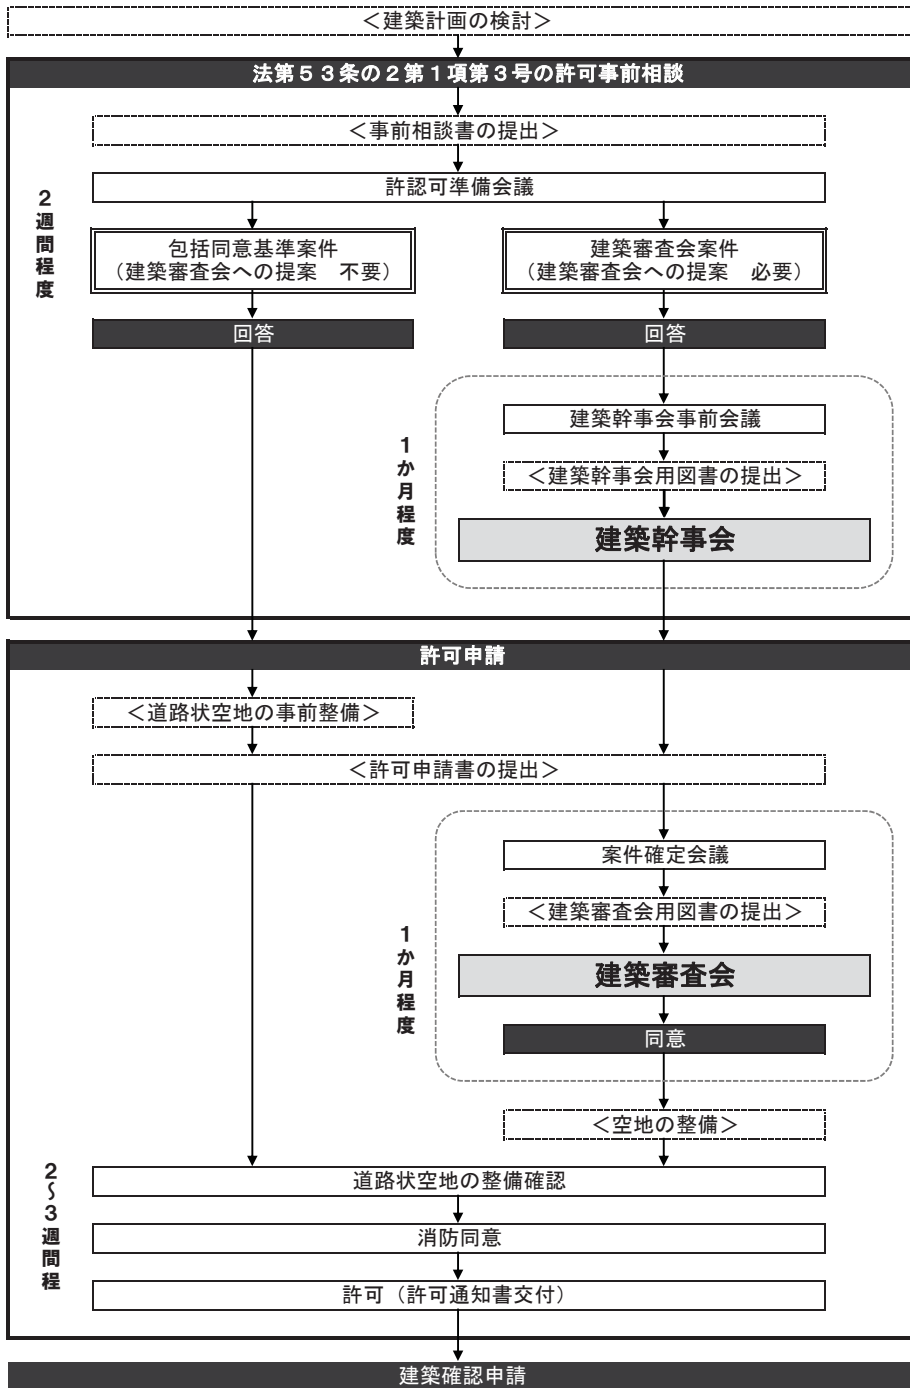 ＜建築計画の検討＞
法第５３条の２第１項第３号の許可事前相談
＜事前相談書の提出＞
許認可準備会議
２週間程度
包括同意基準案件
（建築審査会への提案　不要）
建築審査会案件
（建築審査会への提案　必要）
回答
回答
１か月程度
建築幹事会事前会議
＜建築幹事会用図書の提出＞
建築幹事会
許可申請
＜道路状空地の事前整備＞
＜許可申請書の提出＞
１か月程度
案件確定会議
＜建築審査会用図書の提出＞
建築審査会
同意
＜空地の整備＞
２～３週間程
道路状空地の整備確認
消防同意
許可（許可通知書交付）
建築確認申請